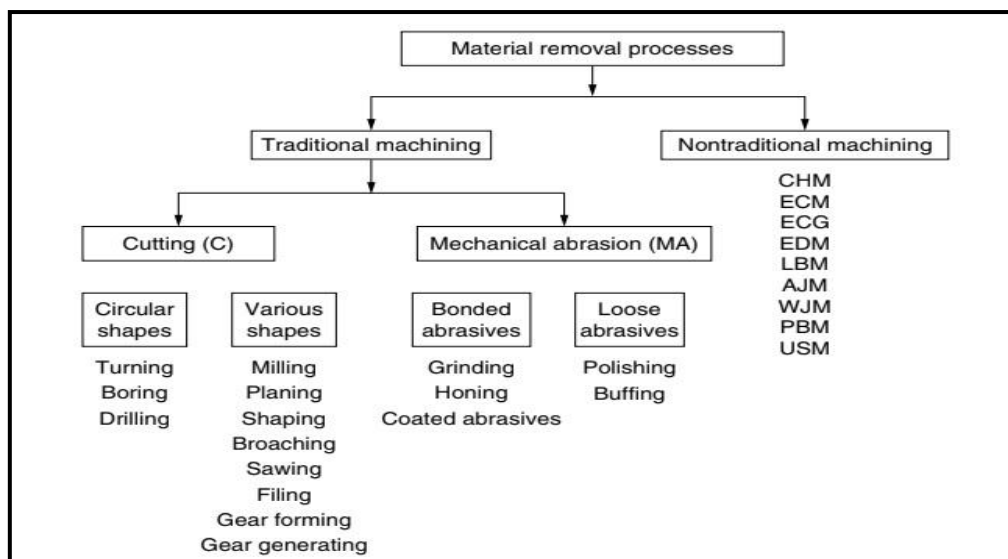 Material removal processes
Traditional machining
Nontraditional machining
CHM
ECM
ECG
EDM
LBM
AJM
WJM
PBM
USM
Cutting (C)
Mechanical abrasion (MA)
Circular
shapes
Turning
Boring
Drilling
Various
shapes
Milling
Planing
Shaping
Broaching
Sawing
Filing
Gear forming
Gear generating
Bonded
abrasives
Grinding
Honing
Coated abrasives
Loose
abrasives
Polishing
Buffing